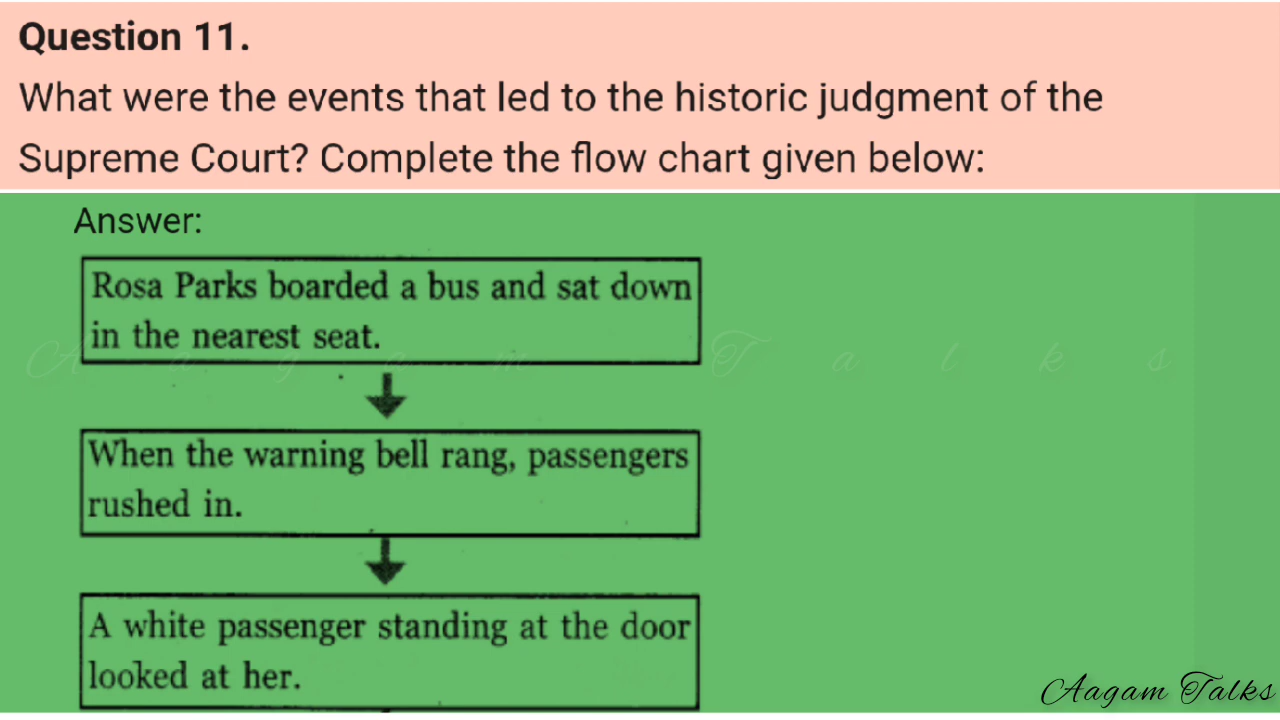 Question 11.
What were the events that led to the historic judgment of the
Supreme Court? Complete the flow chart given below:
Answer:
Rosa Parks boarded a bus and sat down
in the nearest seat.
Aagam Talks
When the warning bell rang, passengers
rushed in.
A white passenger standing at the door
looked at her.
Aagam Talks